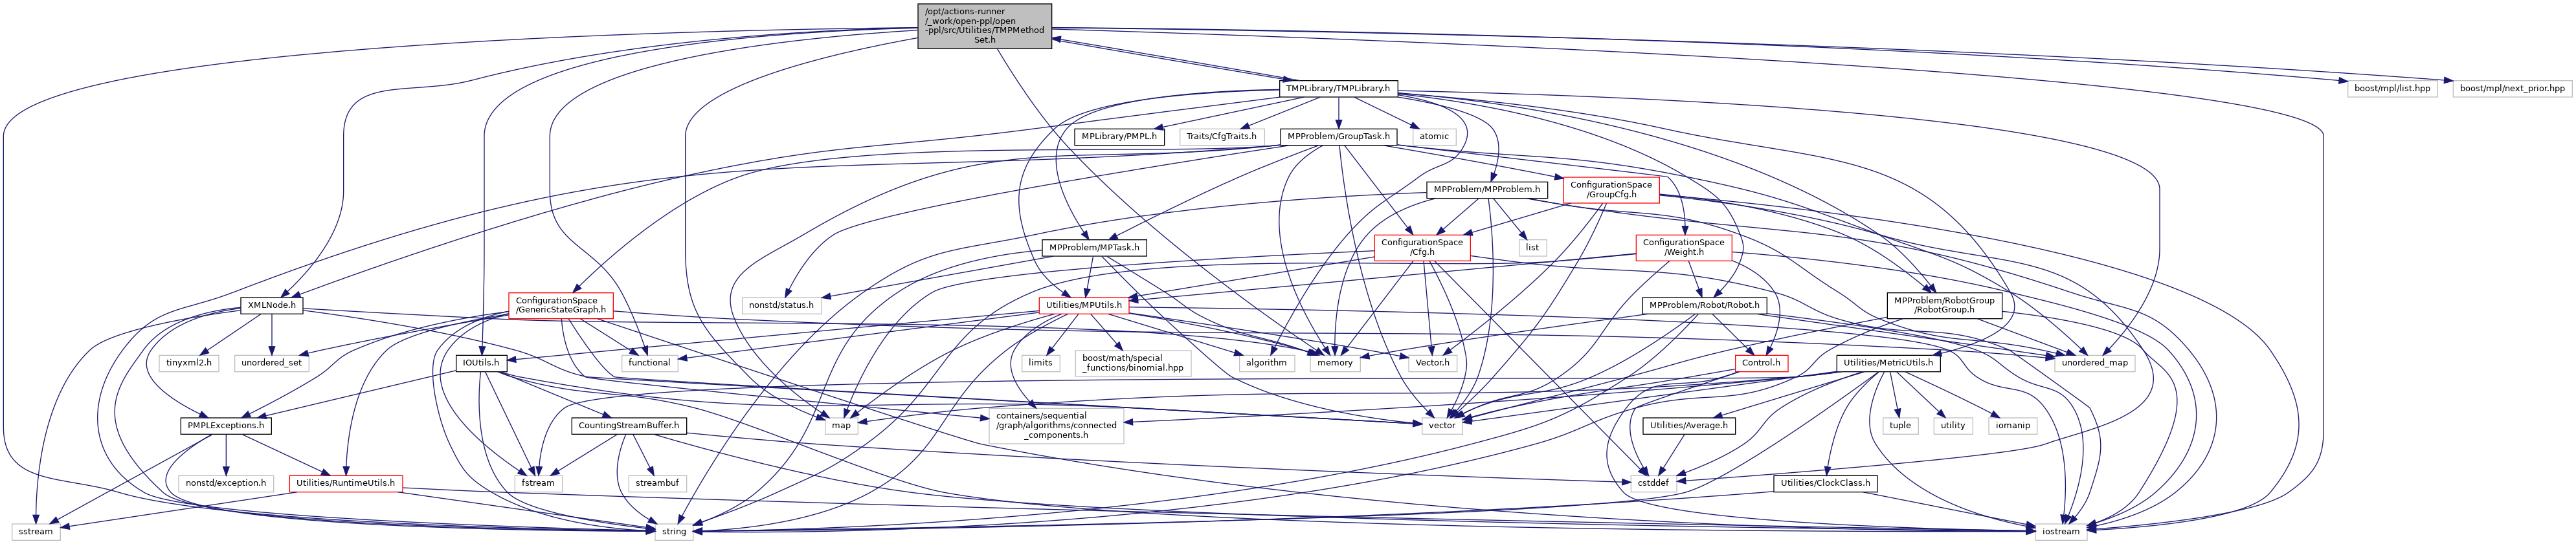 /opt/actions-runner
/_work/open-ppl/open
-ppl/src/Utilities/TMPMethod
Set.h
TMPLibrary/TMPLibrary.h
boost/mpl/list.hpp
boost/mpl/next_prior.hpp
MPLibrary/PMPL.h
Traits/CfgTraits.h
MPProblem/GroupTask.h
atomic
MPProblem/MPProblem.h
ConfigurationSpace
/GroupCfg.h
MPProblem/MPTask.h
ConfigurationSpace
/Cfg.h
list
ConfigurationSpace
/Weight.h
XMLNode.h
ConfigurationSpace
/GenericStateGraph.h
nonstd/status.h
Utilities/MPUtils.h
MPProblem/Robot/Robot.h
MPProblem/RobotGroup
/RobotGroup.h
tinyxml2.h
unordered_set
IOUtils.h
functional
limits
boost/math/special
_functions/binomial.hpp
algorithm
memory
Vector.h
Control.h
Utilities/MetricUtils.h
unordered_map
PMPLExceptions.h
CountingStreamBuffer.h
map
containers/sequential
/graph/algorithms/connected
_components.h
vector
Utilities/Average.h
tuple
utility
iomanip
nonstd/exception.h
Utilities/RuntimeUtils.h
fstream
streambuf
cstddef
Utilities/ClockClass.h
sstream
string
iostream